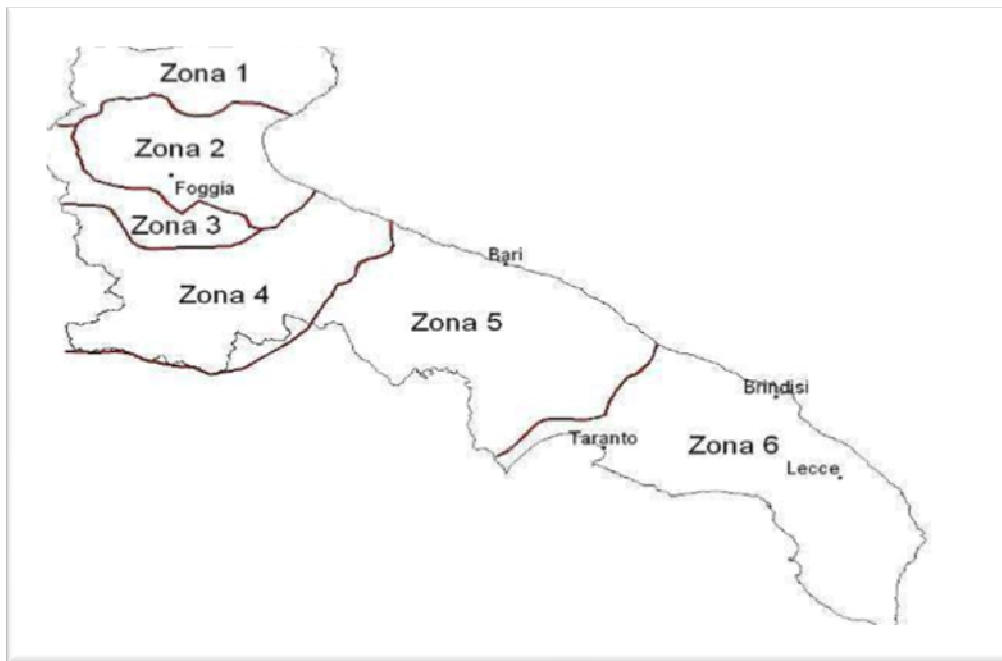 Zona 1
Zona 2
Foggia
Zona 3
Bari
Zona 4
Zona 5
Brindisi
Taranto
Zona 6
Lecce